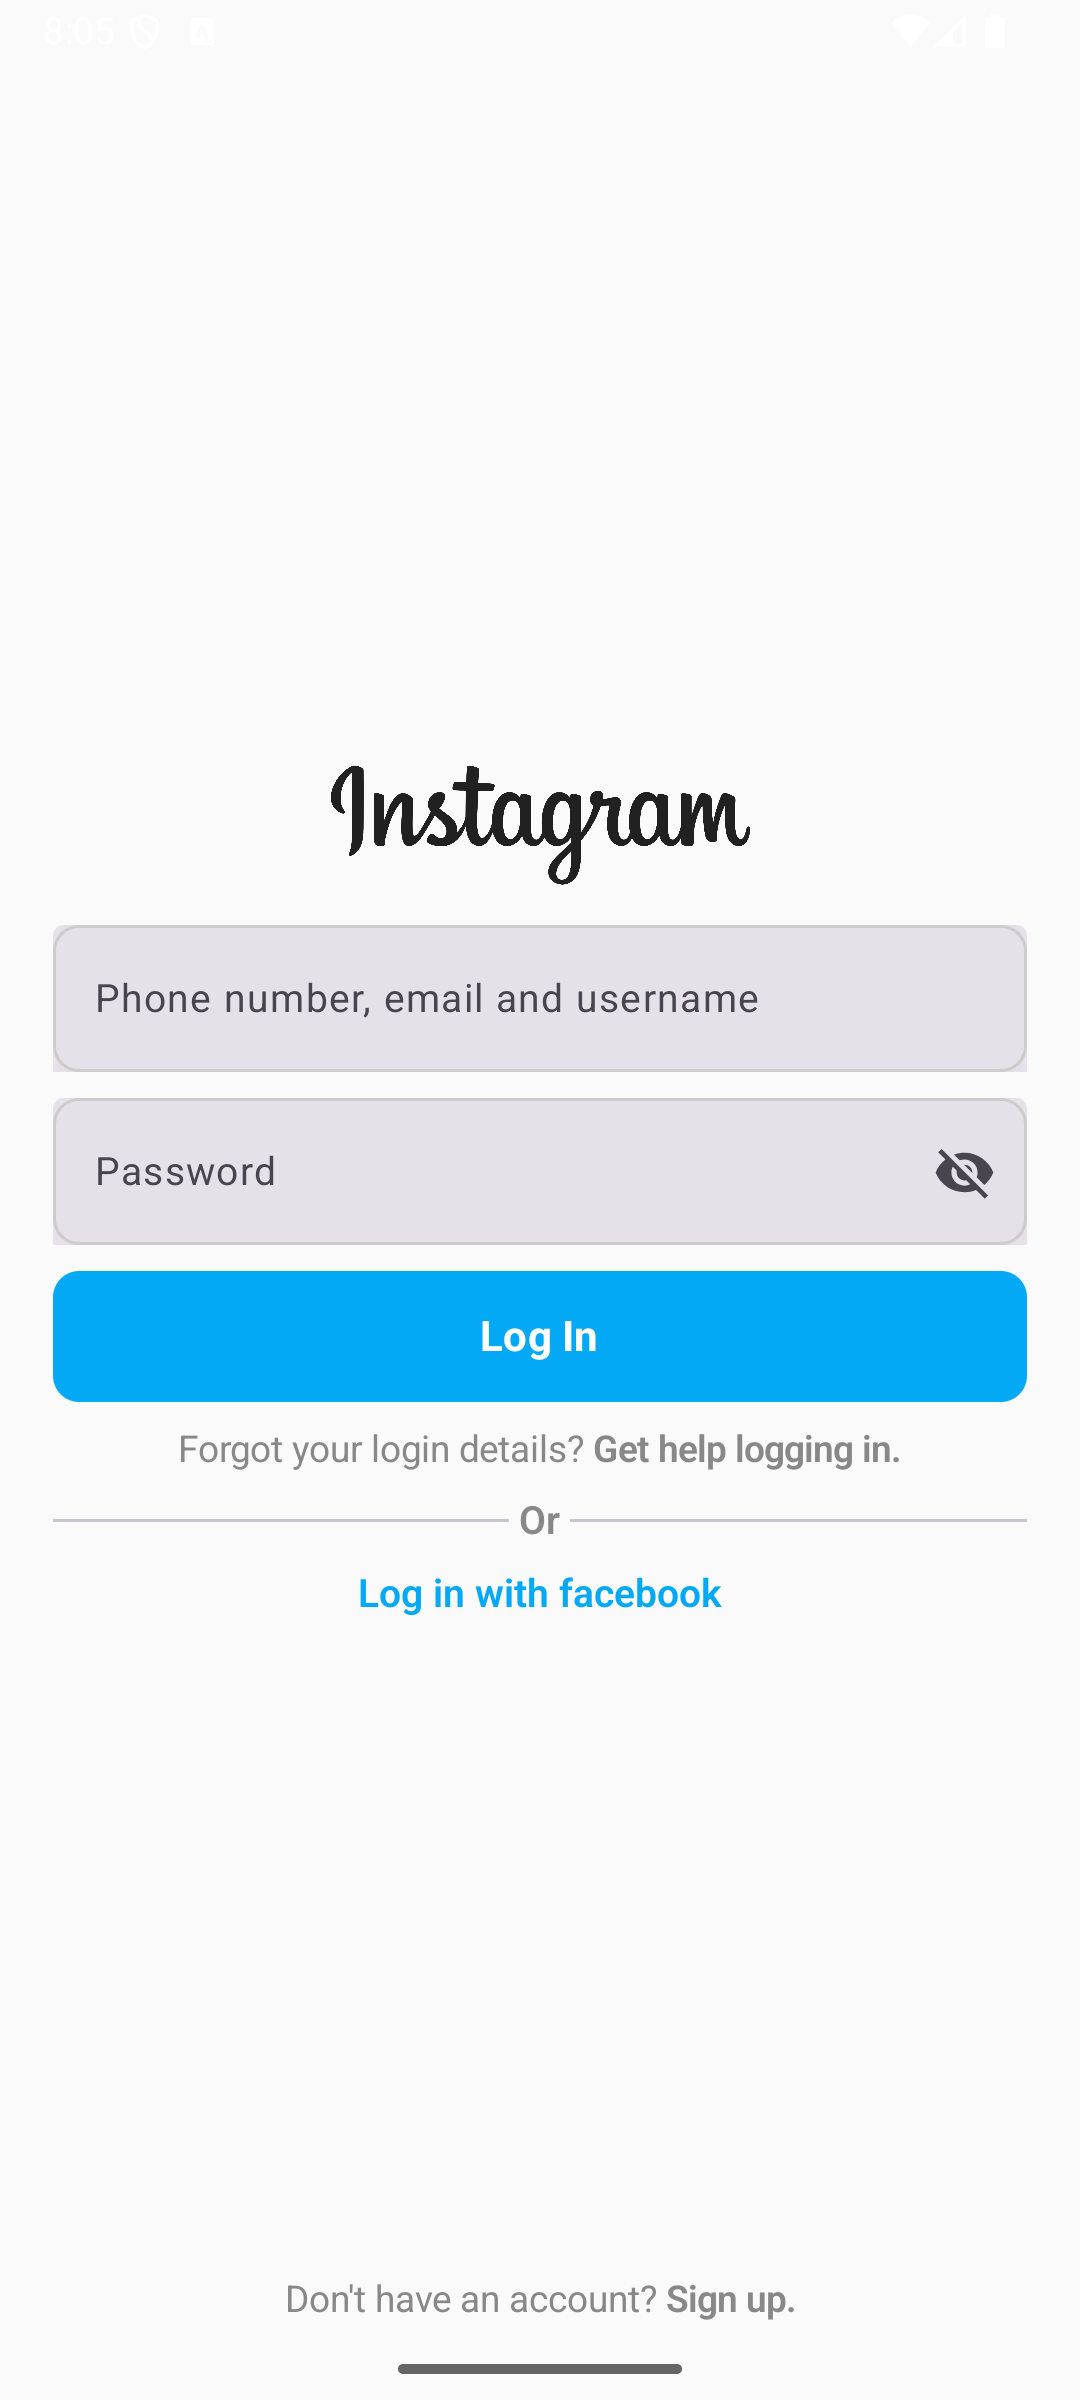 8:05
Instagram
Phone number, email and username
Password
Log In
Forgot your login details? Get help logging in.
Or
Log in with facebook
Don't have an account? Sign up.